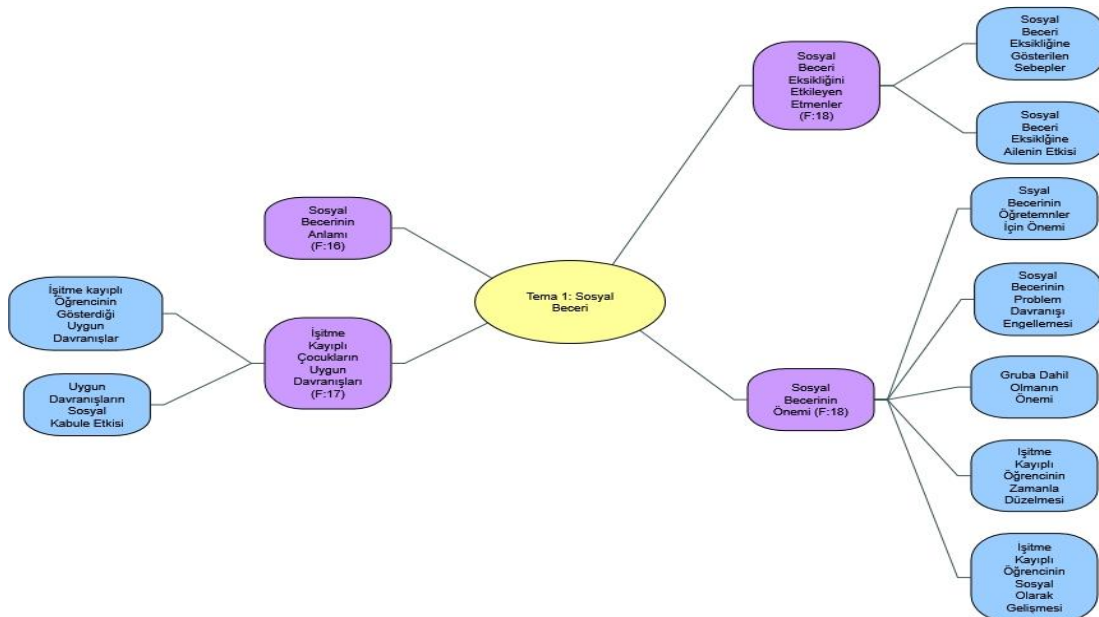 Sosyal
Beceri
Eksikliğine
Gösterilen
Sebepler
Sosyal
Beceri
Eksikliğini
Etkileyen
Etmenler
(F:18)
Sosyal
Beceri
Eksiklğine
Ailenin Etkisi
Sosyal
Becerinin
Anlamı
(F:16)
Ssyal
Becerinin
Öğretemnler
İçin Önemi
Tema 1: Sosyal
Beceri
İşitme kayıplı
Öğrencinin
Gösterdiği
Uygun
Davranışlar
Sosyal
Becerinin
Problem
Davranışı
Engellemesi
İşitme
Kayıplı
Çocukların
Uygun
Davranışları
(F:17)
Uygun
Davranışların
Sosyal
Kabule Etkisi
Sosyal
Becerinin
Önemi (F:18)
Gruba Dahil
Olmanın
Önemi
Işitme
Kayıplı
Öğrencinin
Zamanla
Düzelmesi
İşitme
Kayıplı
Öğrencinin
Sosyal
Olarak
Gelişmesi